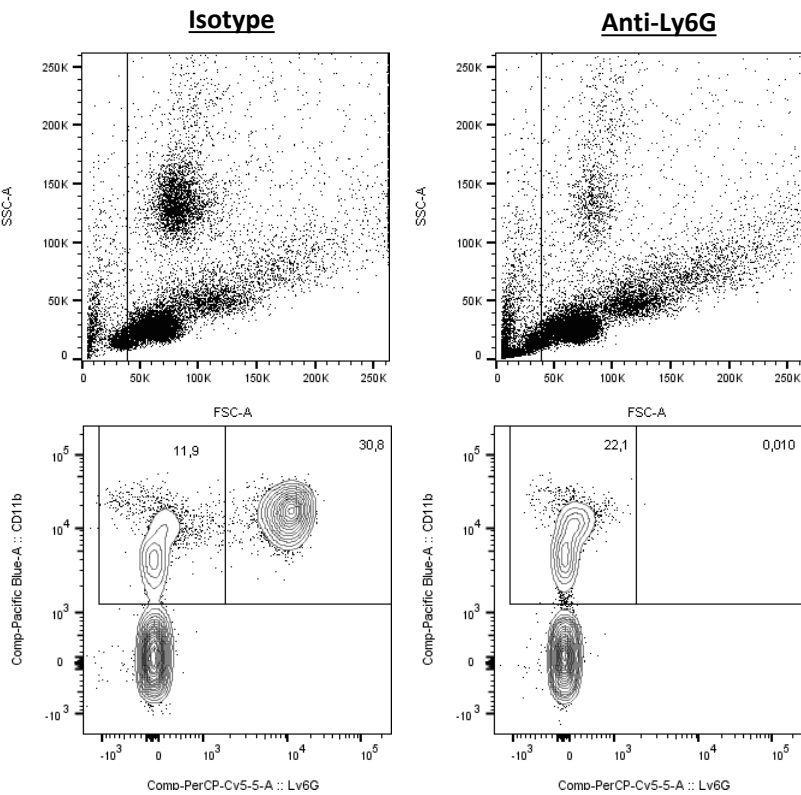 Isotype
Anti-Ly6G
250K
200K
150K
100K
50K
0
SSC-A
0 50K 100K 150K 200K 250K
FSC-A
250K
200K
150K
100K
50K
0
SSC-A
0 50K 100K 150K 200K 250K
FSC-A
11,9
30,8
10^5
10^4
10^3
0
-10^3
Comp-Pacific Blue-A :: CD11b
-10^3 0 10^3 10^4 10^5
Comp-PerCP-Cy5-5-A :: Ly6G
22,1
0,010
10^5
10^4
10^3
0
-10^3
Comp-Pacific Blue-A :: CD11b
-10^3 0 10^3 10^4 10^5
Comp-PerCP-Cy5-5-A :: Ly6G